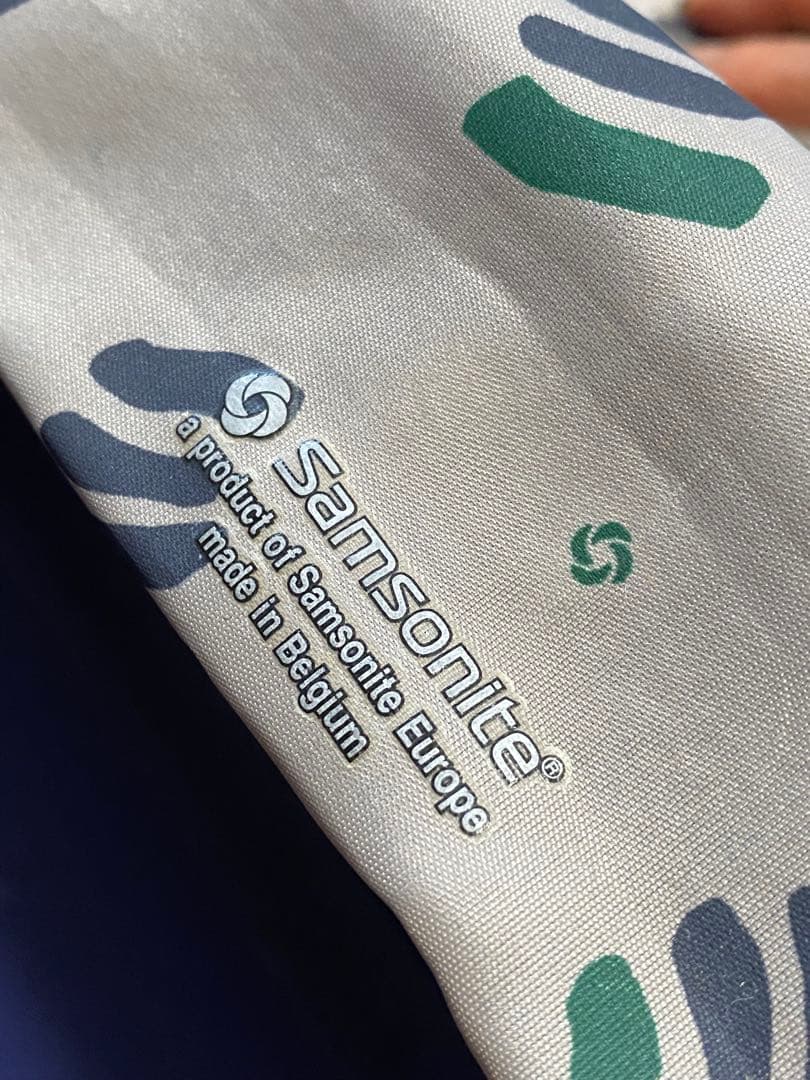 Samsonite®
a product of Samsonite Europe
made in Belgium